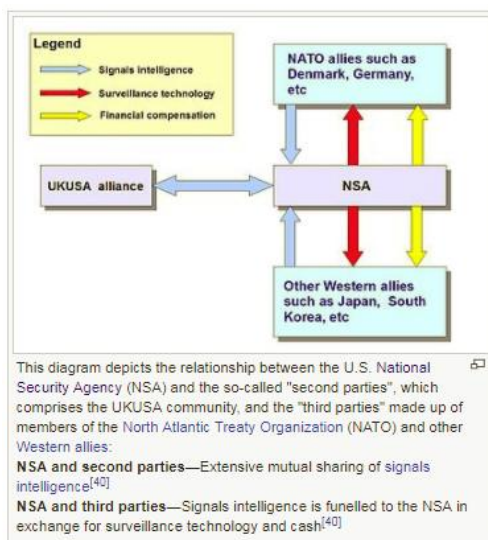 Legend
Signals intelligence
Surveillance technology
Financial compensation
NATO allies such as
Denmark, Germany,
etc
UKUSA alliance
NSA
Other Western allies
such as Japan, South
Korea, etc
This diagram depicts the relationship between the U.S. National
Security Agency (NSA) and the so-called "second parties", which
comprises the UKUSA community, and the "third parties" made up of
members of the North Atlantic Treaty Organization (NATO) and other
Western allies:
NSA and second parties—Extensive mutual sharing of signals
intelligence[40]
NSA and third parties—Signals intelligence is funnelled to the NSA in
exchange for surveillance technology and cash[40]